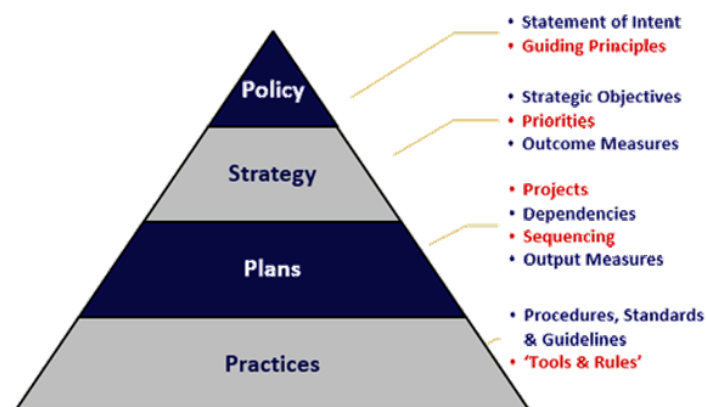 Policy
• Statement of Intent
• Guiding Principles
Strategy
• Strategic Objectives
• Priorities
• Outcome Measures
Plans
• Projects
• Dependencies
• Sequencing
• Output Measures
Practices
• Procedures, Standards
& Guidelines
• ‘Tools & Rules’